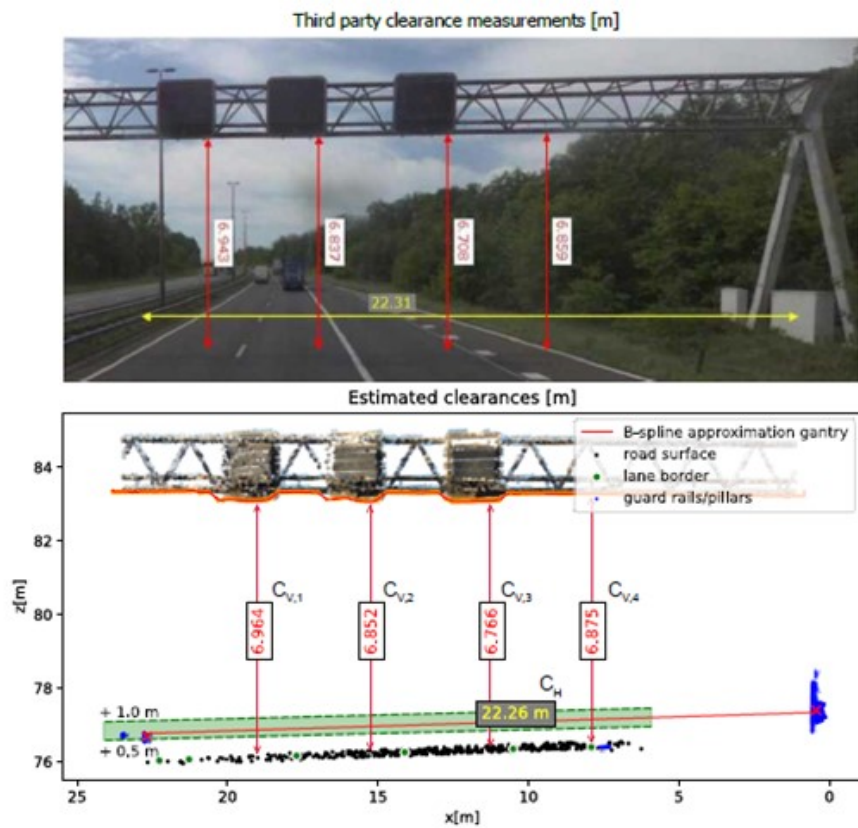 Third party clearance measurements [m]
6.943
6.837
6.708
6.859
22.31
Estimated clearances [m]
B-spline approximation gantry
road surface
lane border
guard rails/pillars
84
82
80
78
76
z[m]
C_V,1
C_V,2
C_V,3
C_V,4
6.964
6.852
6.766
6.875
C_H
22.26 m
+ 1.0 m
+ 0.5 m
25
20
15
10
5
0
x[m]